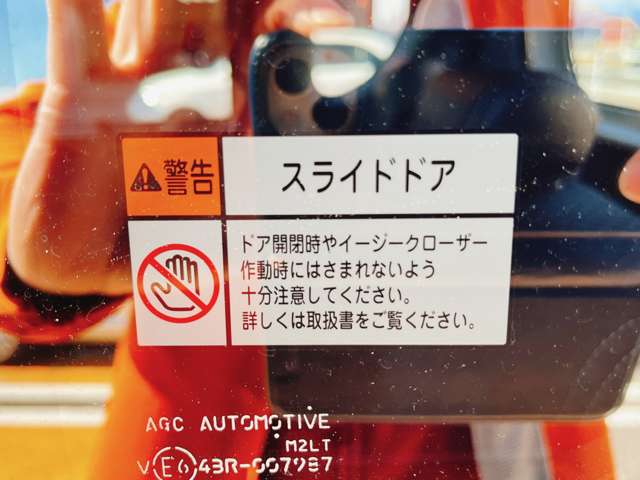 警告
スライドドア
ドア開閉時やイージークローザー
作動時にはさまれないよう
十分注意してください。
詳しくは取扱書をご覧ください。
AGC AUTOMOTIVE
M2LT
V E6 43R-007987